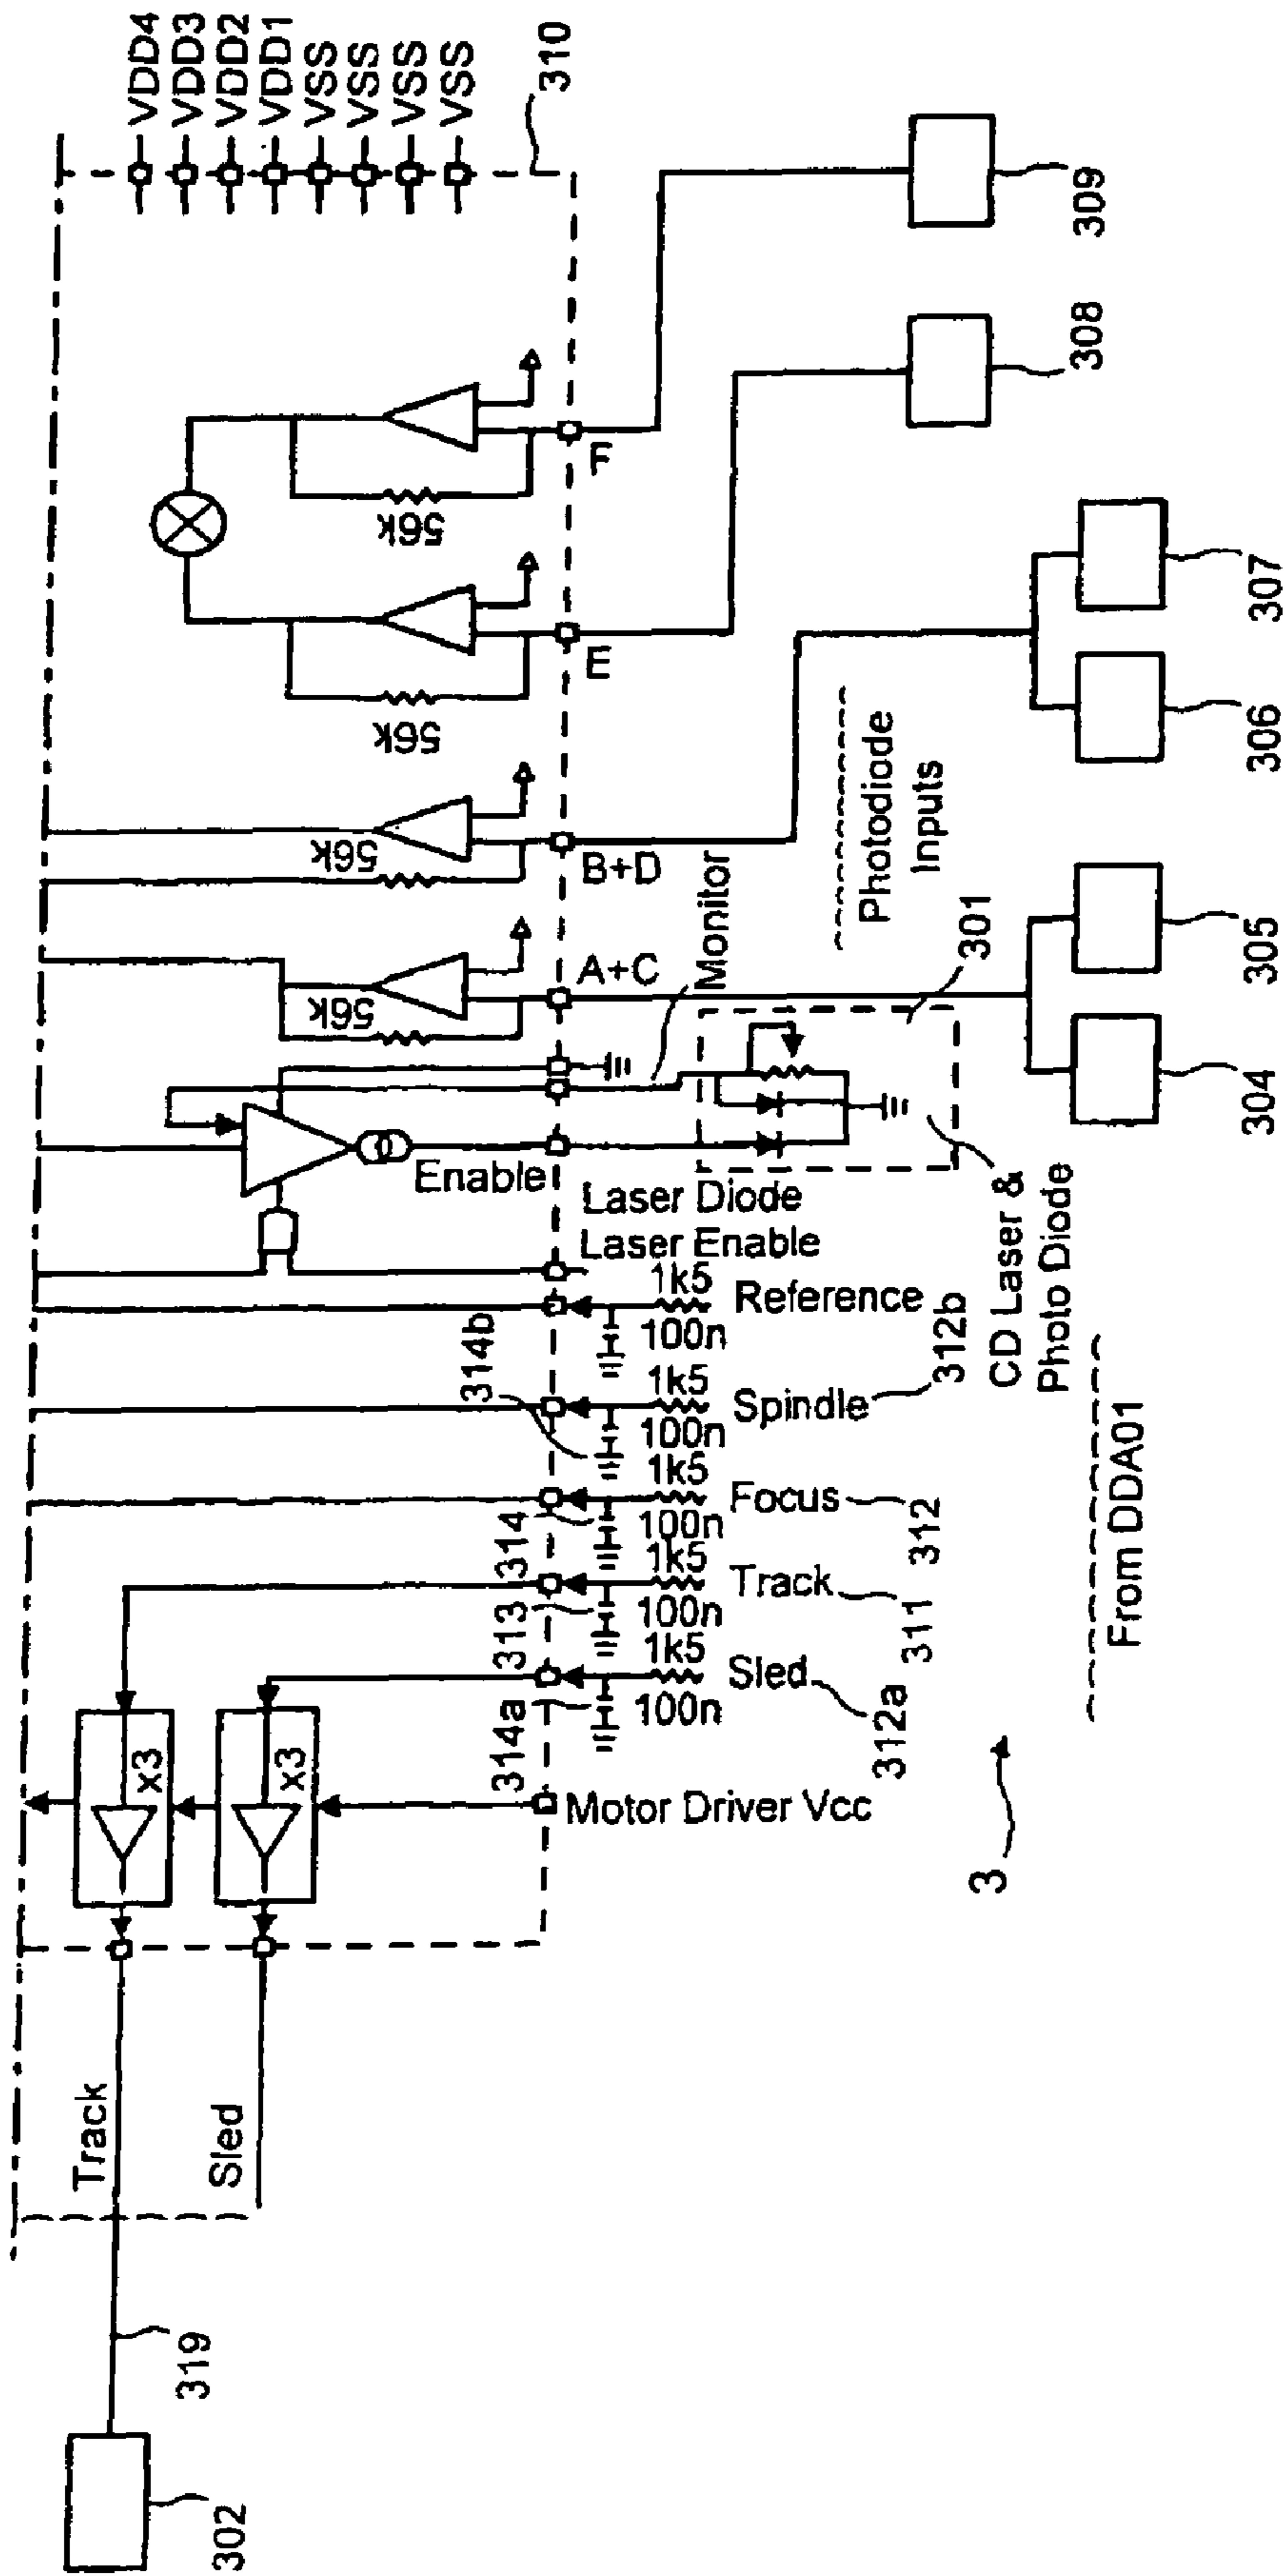 VDD4
VDD3
VDD2
VDD1
VSS
VSS
VSS
VSS
310
F
56k
E
56k
309
308
B+D
56k
307
306
Photodiode
Inputs
A+C
56k
Monitor
301
305
304
Enable
Laser Diode
Laser Enable
CD Laser &
Photo Diode
1k5
100n
Reference
314b
1k5
100n
Spindle
312b
314
1k5
100n
Focus
312
313
1k5
100n
Track
311
314a
1k5
100n
Sled
312a
From DDA01
x3
x3
Motor Driver Vcc
3
Track
Sled
319
302